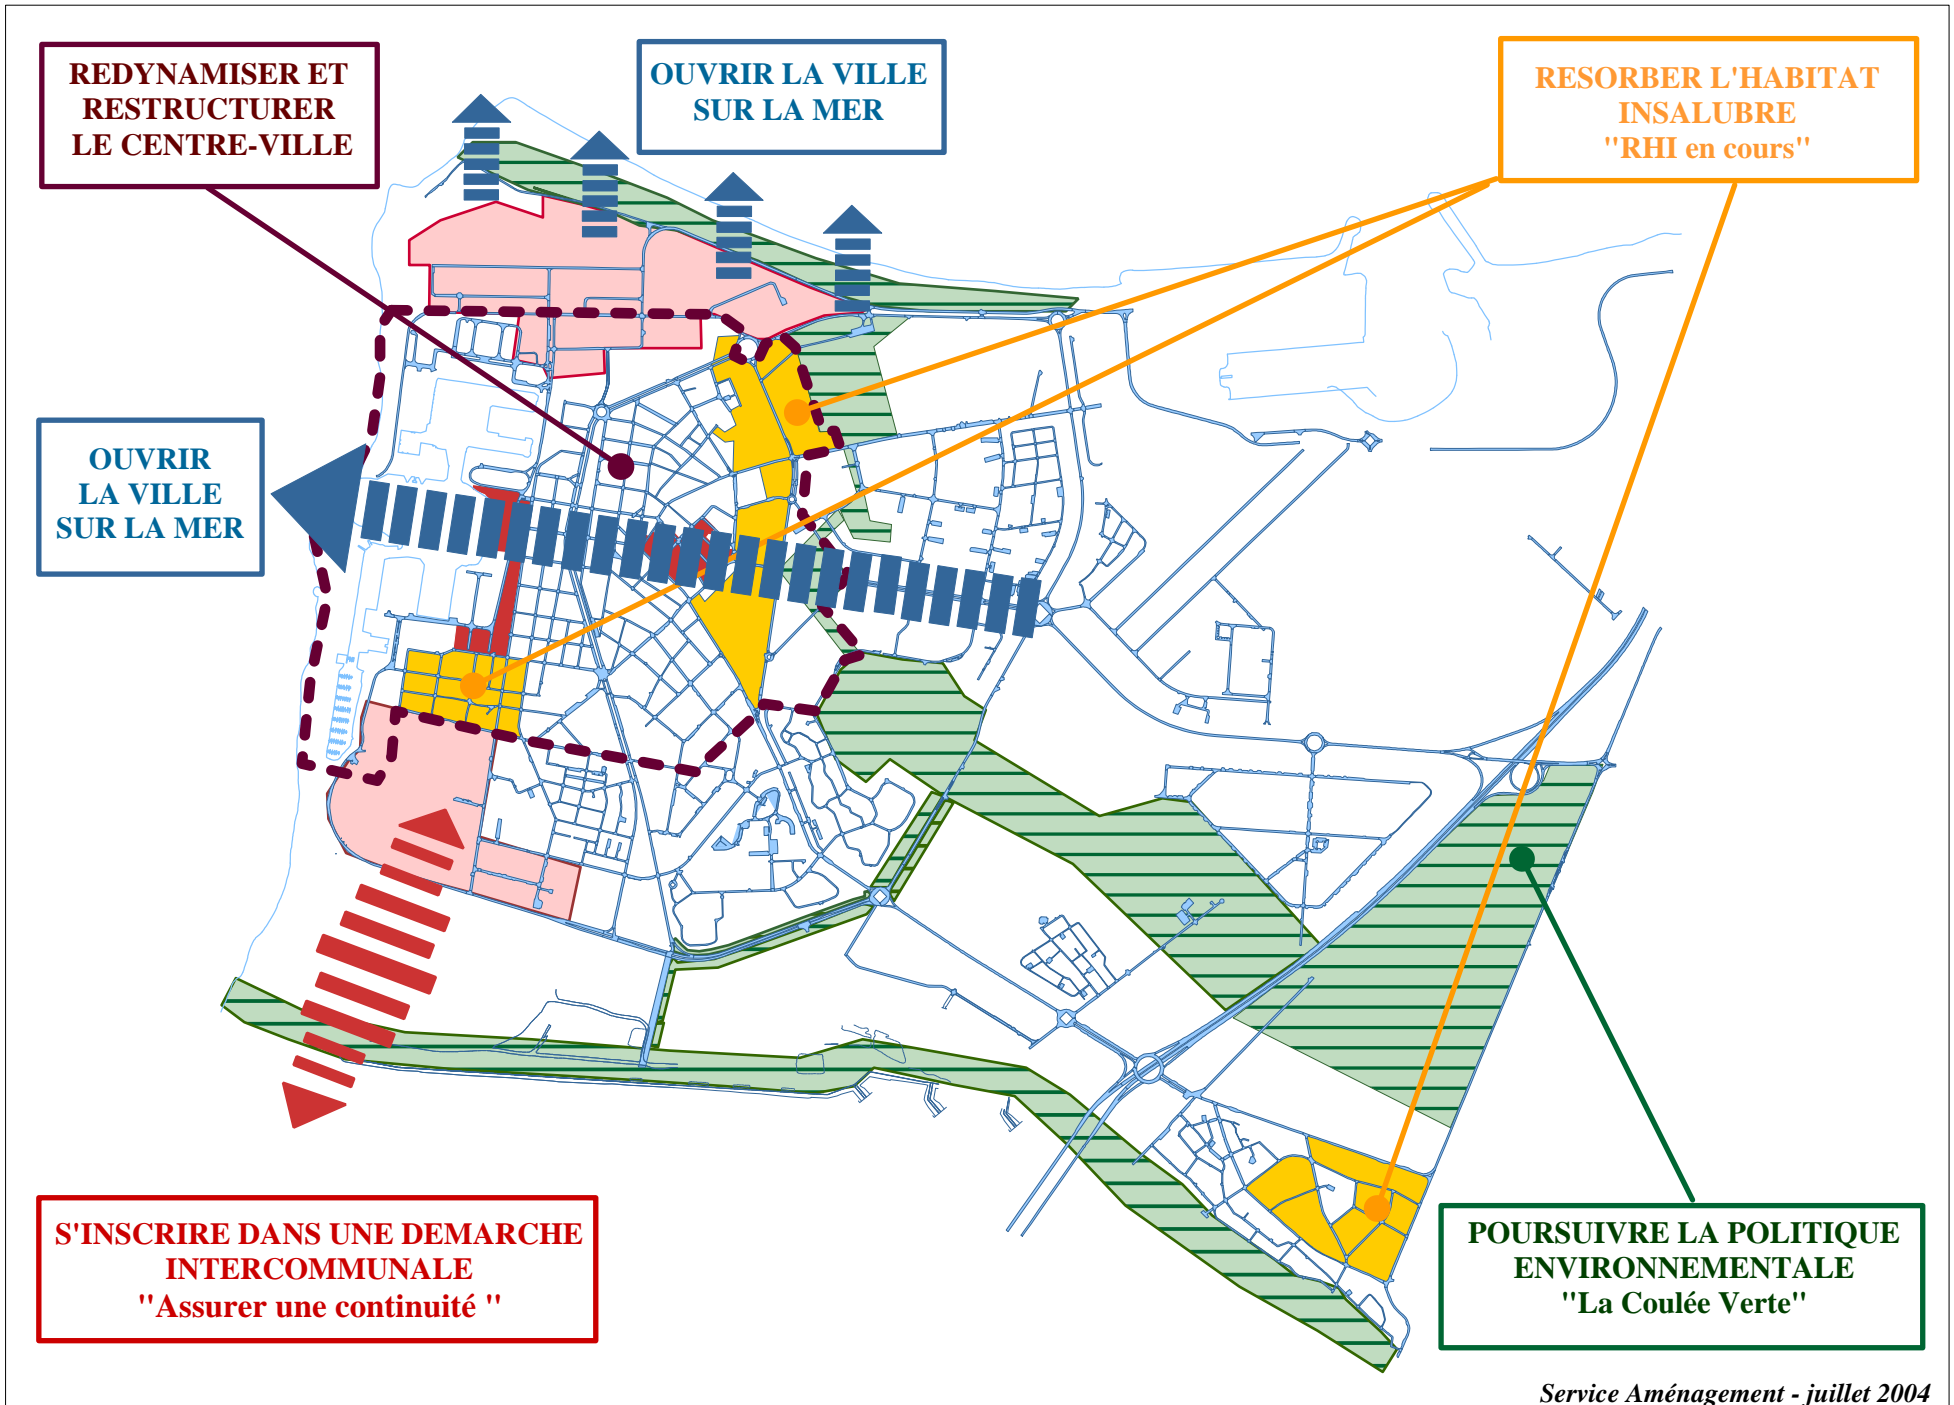 REDYNAMISER ET
RESTRUCTURER
LE CENTRE-VILLE
OUVRIR LA VILLE
SUR LA MER
RESORBER L'HABITAT
INSALUBRE
"RHI en cours"
OUVRIR
LA VILLE
SUR LA MER
S'INSCRIRE DANS UNE DEMARCHE
INTERCOMMUNALE
"Assurer une continuité "
POURSUIVRE LA POLITIQUE
ENVIRONNEMENTALE
"La Coulée Verte"
Service Aménagement - juillet 2004